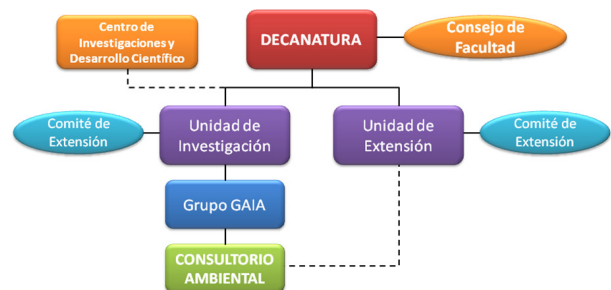 Centro de
Investigaciones y
Desarrollo Científico
DECANATURA
Consejo de
Facultad
Comité de
Extensión
Unidad de
Investigación
Unidad de
Extensión
Comité de
Extensión
Grupo GAIA
CONSULTORIO
AMBIENTAL